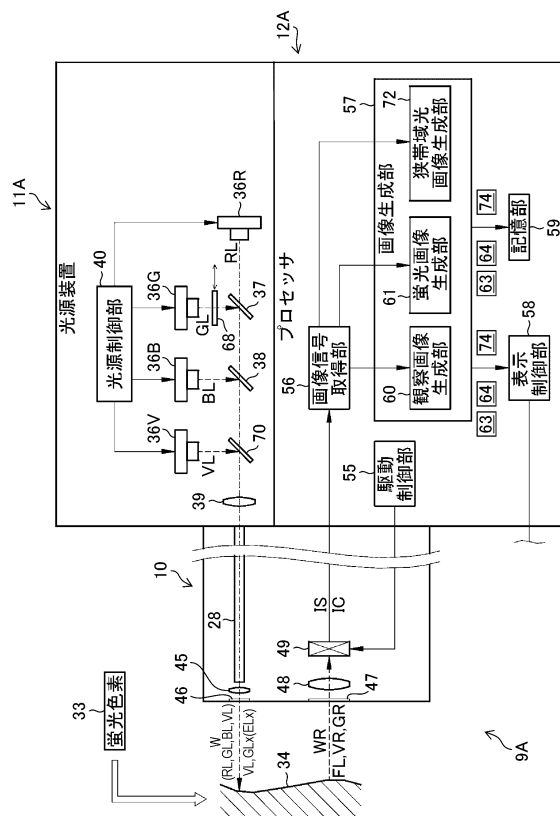 11A
光源装置
光源制御部
40
36V
36B
36G
36R
VL
BL
GL
RL
68
39
70
38
37
12A
プロセッサ
画像信号
取得部
56
画像生成部
57
観察画像
生成部
60
蛍光画像
生成部
61
狭帯域光
画像生成部
72
駆動
制御部
55
63
64
74
63
64
74
表示
制御部
58
記憶部
59
10
28
45
46
49
48
47
IS
IC
33
蛍光色素
W
(RL,GL,BL,VL)
VL,GLx(ELx)
34
WR
FL,VR,GR
9A